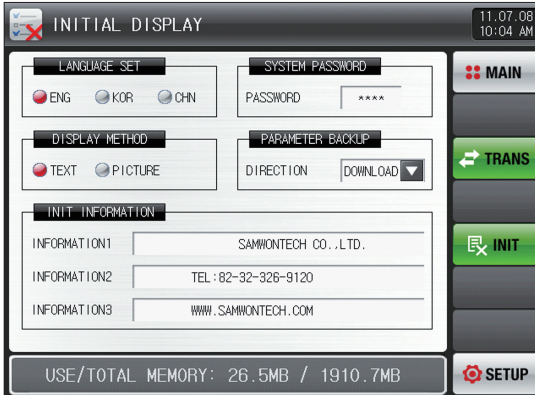 INITIAL DISPLAY
11.07.08
10:04 AM
LANGUAGE SET
ENG KOR CHN
SYSTEM PASSWORD
PASSWORD ****
DISPLAY METHOD
TEXT PICTURE
PARAMETER BACKUP
DIRECTION DOWNLOAD
INIT INFORMATION
INFORMATION1 SAMWONTECH CO.,LTD.
INFORMATION2 TEL:82-32-326-9120
INFORMATION3 WWW.SAMWONTECH.COM
USE/TOTAL MEMORY: 26.5MB / 1910.7MB
MAIN
TRANS
INIT
SETUP